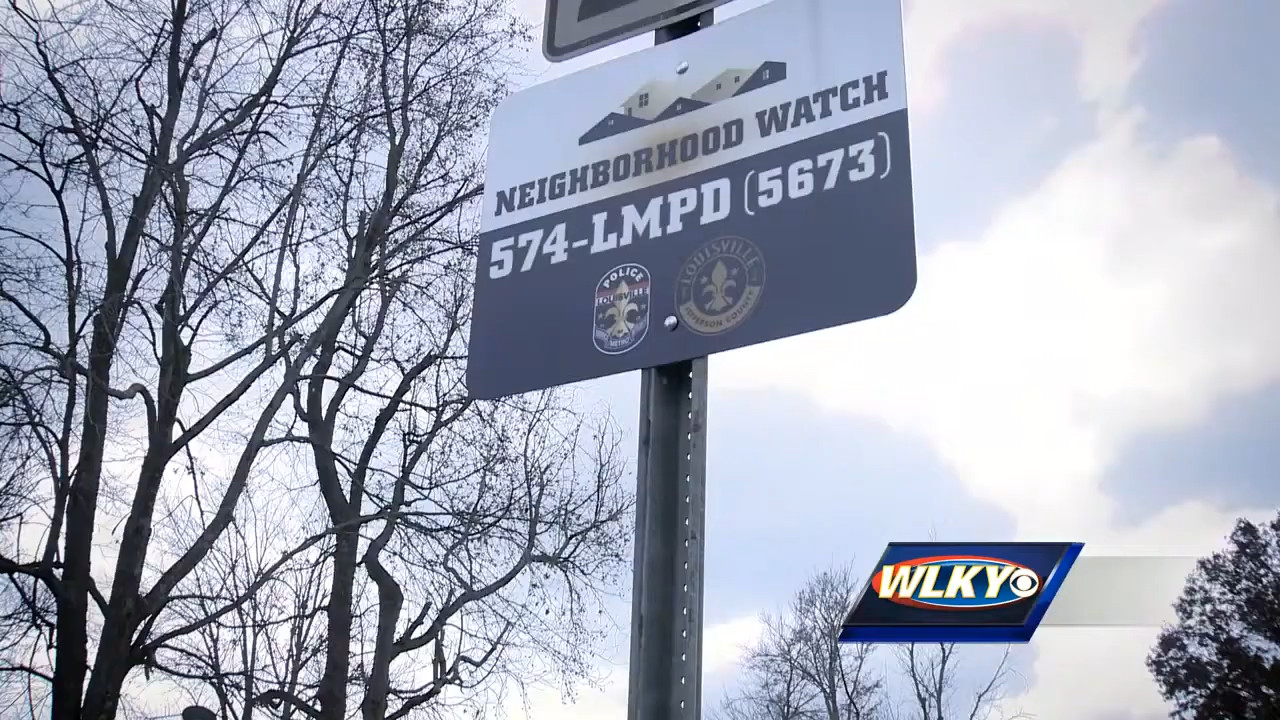 NEIGHBORHOOD WATCH
574-LMPD (5673)
POLICE
LOUISVILLE
METRO
LOUISVILLE
JEFFERSON COUNTY
WLKY